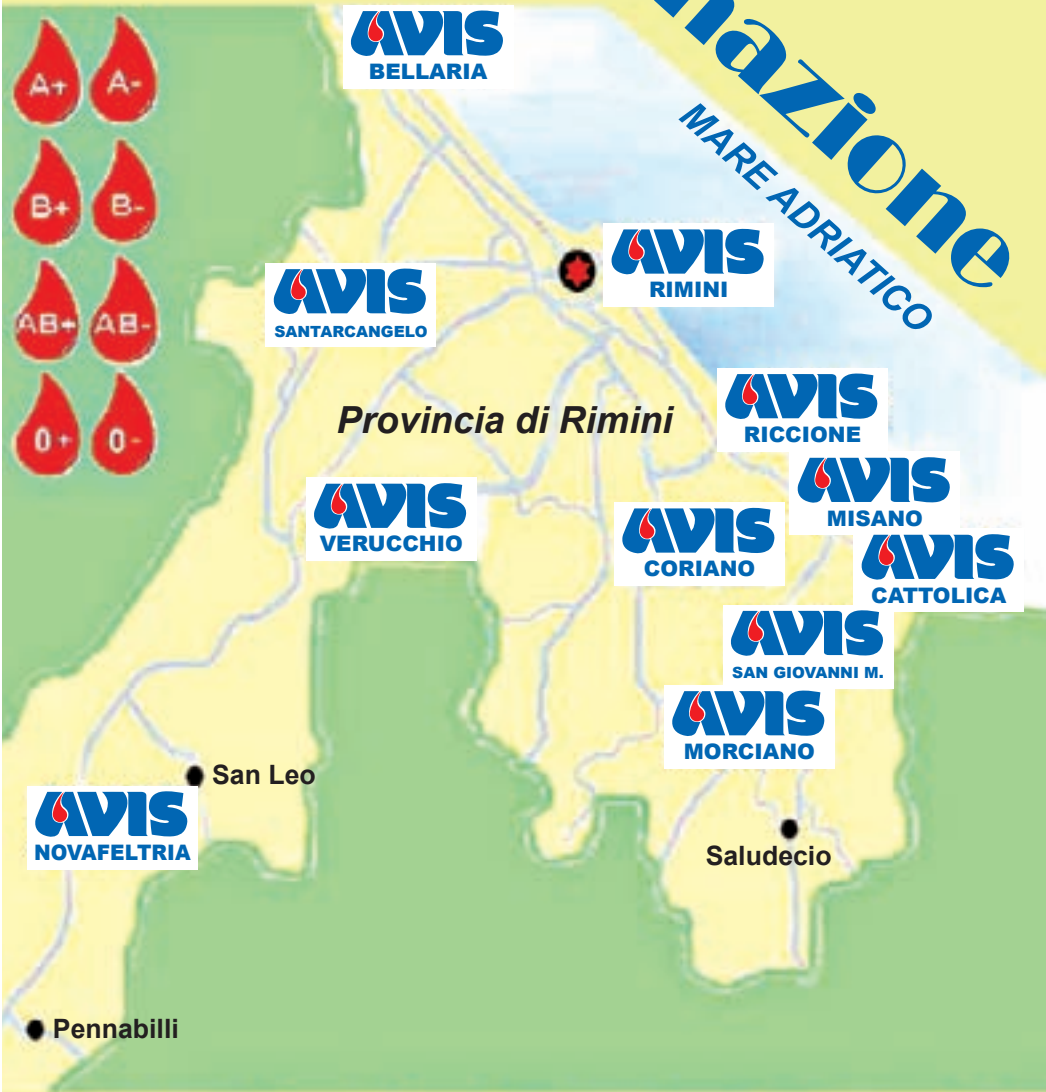 AVIS
BELLARIA
A+ A-
B+ B-
AB+ AB-
0+ 0-
MARE ADRIATICO
AVIS
RIMINI
AVIS
SANTARCANGELO
Provincia di Rimini
AVIS
RICCIONE
AVIS
MISANO
AVIS
VERUCCHIO
AVIS
CORIANO
AVIS
CATTOLICA
AVIS
SAN GIOVANNI M.
AVIS
MORCIANO
San Leo
AVIS
NOVAFELTRIA
Saludecio
Pennabilli